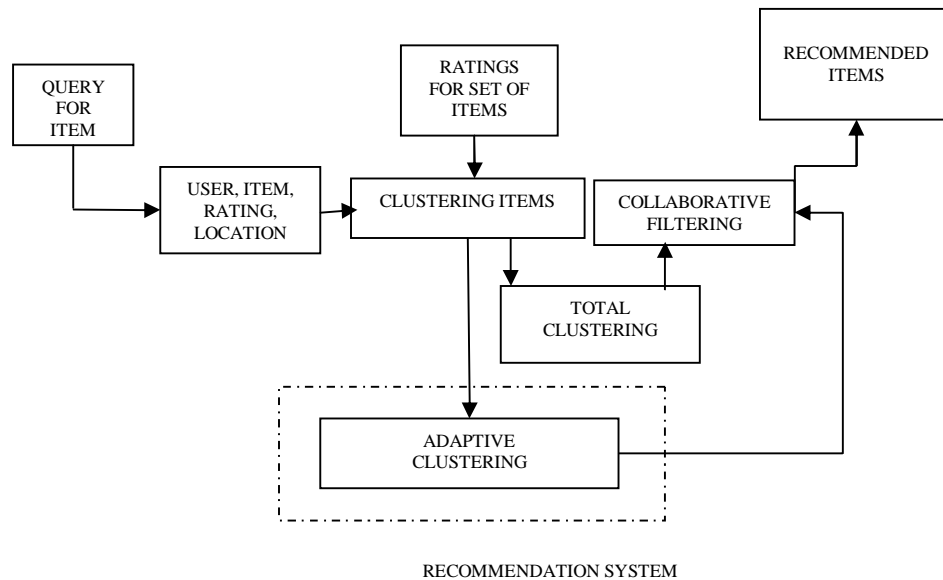 QUERY
FOR
ITEM
RATINGS
FOR SET OF
ITEMS
RECOMMENDED
ITEMS
USER, ITEM,
RATING,
LOCATION
CLUSTERING ITEMS
COLLABORATIVE
FILTERING
TOTAL
CLUSTERING
ADAPTIVE
CLUSTERING
RECOMMENDATION SYSTEM